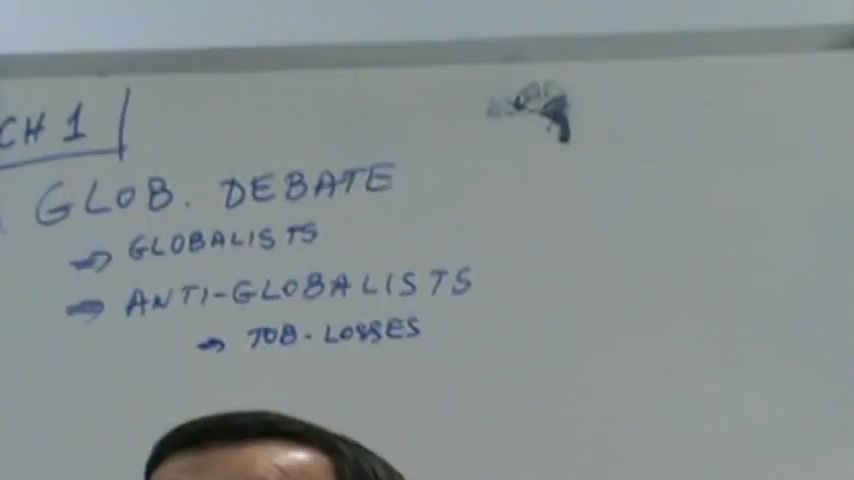 CH 1
GLOB. DEBATE
→ GLOBALISTS
→ ANTI-GLOBALISTS
→ JOB-LOSSES